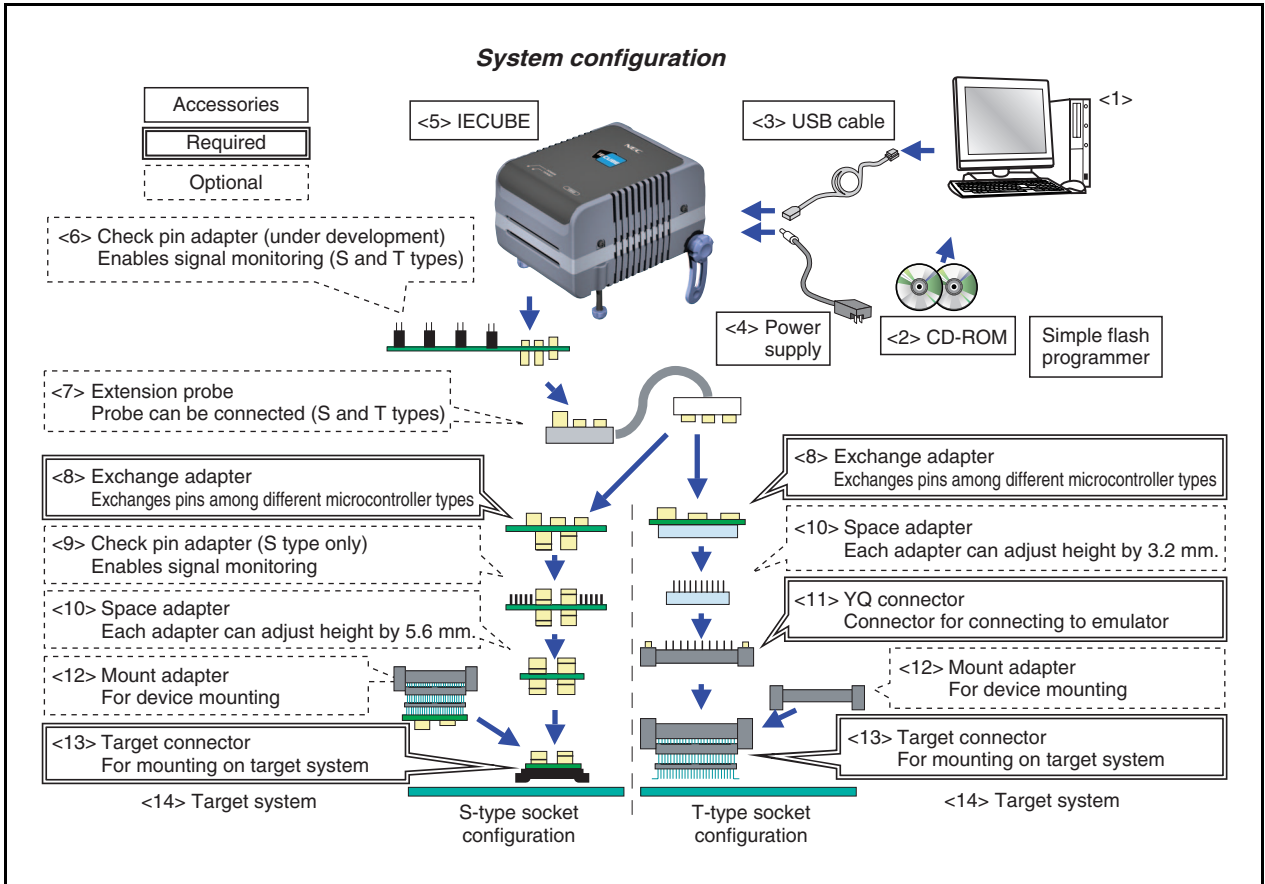 System configuration
Accessories
Required
Optional
<5> IECUBE
<3> USB cable
<1>
NEC
<6> Check pin adapter (under development)
Enables signal monitoring (S and T types)
<4> Power
supply
<2> CD-ROM
Simple flash
programmer
<7> Extension probe
Probe can be connected (S and T types)
<8> Exchange adapter
Exchanges pins among different microcontroller types
<9> Check pin adapter (S type only)
Enables signal monitoring
<10> Space adapter
Each adapter can adjust height by 5.6 mm.
<12> Mount adapter
For device mounting
<13> Target connector
For mounting on target system
<14> Target system
S-type socket
configuration
<8> Exchange adapter
Exchanges pins among different microcontroller types
<10> Space adapter
Each adapter can adjust height by 3.2 mm.
<11> YQ connector
Connector for connecting to emulator
<12> Mount adapter
For device mounting
<13> Target connector
For mounting on target system
<14> Target system
T-type socket
configuration